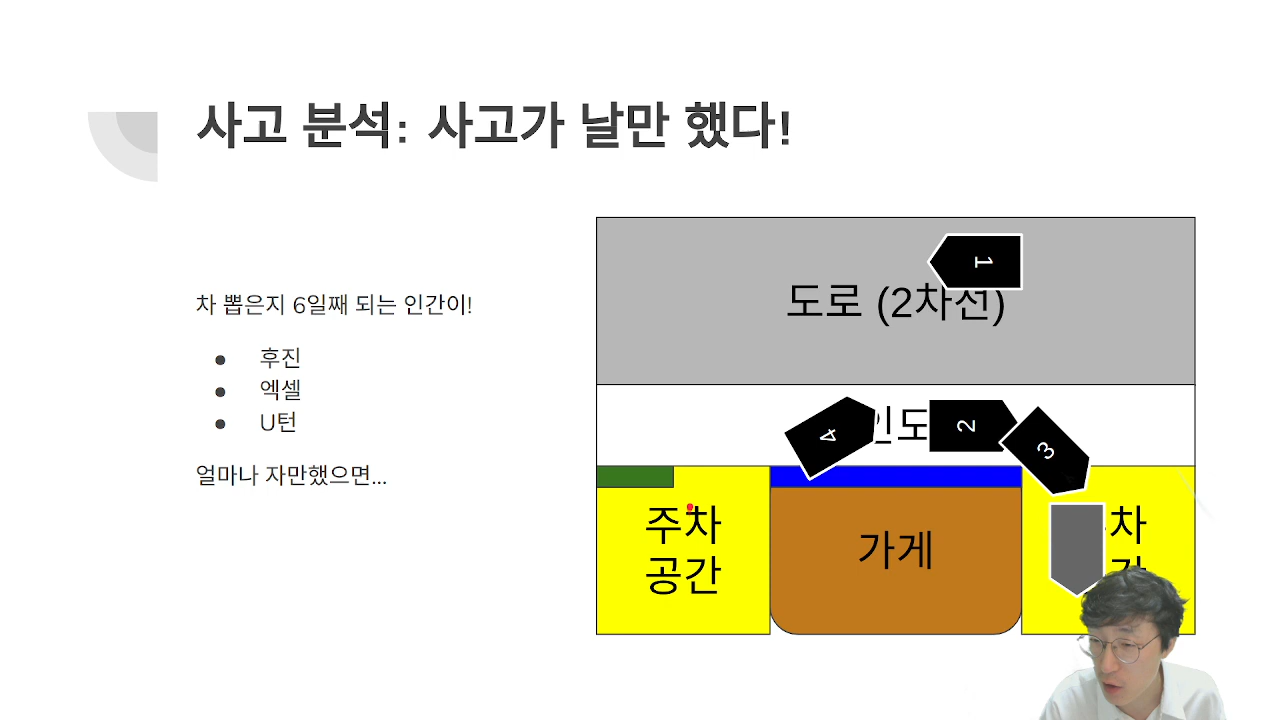 사고 분석: 사고가 날만 했다!
차 뽑은지 6일째 되는 인간이!
● 후진
● 엑셀
● U턴
얼마나 자만했으면...
1
도로 (2차선)
4
인도
2
3
주차
공간
가게
차